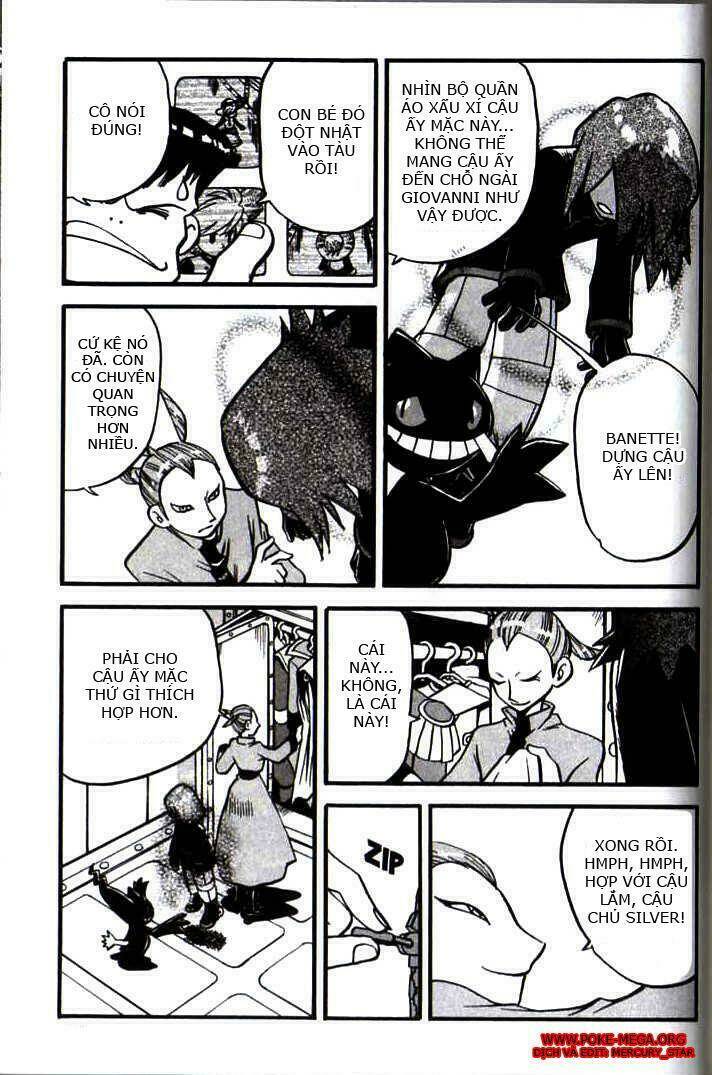 CÔ NÓI
ĐÚNG!
CON BÉ ĐÓ
ĐỘT NHẬT
VÀO TÀU
RỒI!
CỨ KỆ NÓ
ĐÃ. CÒN
CÓ CHUYỆN
QUAN
TRỌNG
HƠN
NHIỀU.
NHÌN BỘ QUẦN
ÁO XẤU XÍ CẬU
ẤY MẶC NÀY...
KHÔNG THỂ
MANG CẬU ẤY
ĐẾN CHỖ NGÀI
GIOVANNI NHƯ
VẬY ĐƯỢC.
BANETTE!
DỰNG CẬU
ẤY LÊN!
PHẢI CHO
CẬU ẤY MẶC
THỨ GÌ THÍCH
HỢP HƠN.
CÁI
NÀY...
KHÔNG,
LÀ CÁI
NÀY!
ZIP
XONG RỒI.
HMPH, HMPH,
HỢP VỚI CẬU
LẮM, CẬU
CHỦ SILVER!
WWW.POKE-MEGA.ORG
DỊCH VÀ EDIT: MERCURY_STAR